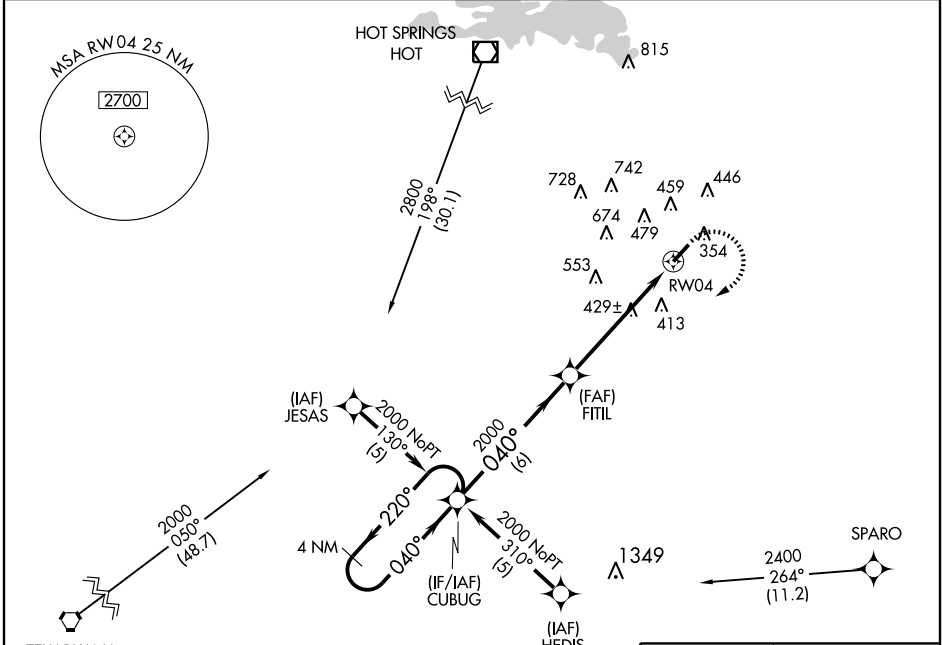 MSA RW04 25 NM
2700
HOT SPRINGS
HOT
815
2800
198°
(30.1)
728
742
459
446
674
479
354
553
RW04
429±
413
(IAF)
JESAS
2000 NoPT
130°
(5)
(FAF)
FITIL
2000
040°
(6)
220°
040°
4 NM
2000
050°
(48.7)
2000 NoPT
310°
(5)
(IF/IAF)
CUBUG
1349
SPARO
2400
264°
(11.2)
(IAF)
HEDIS